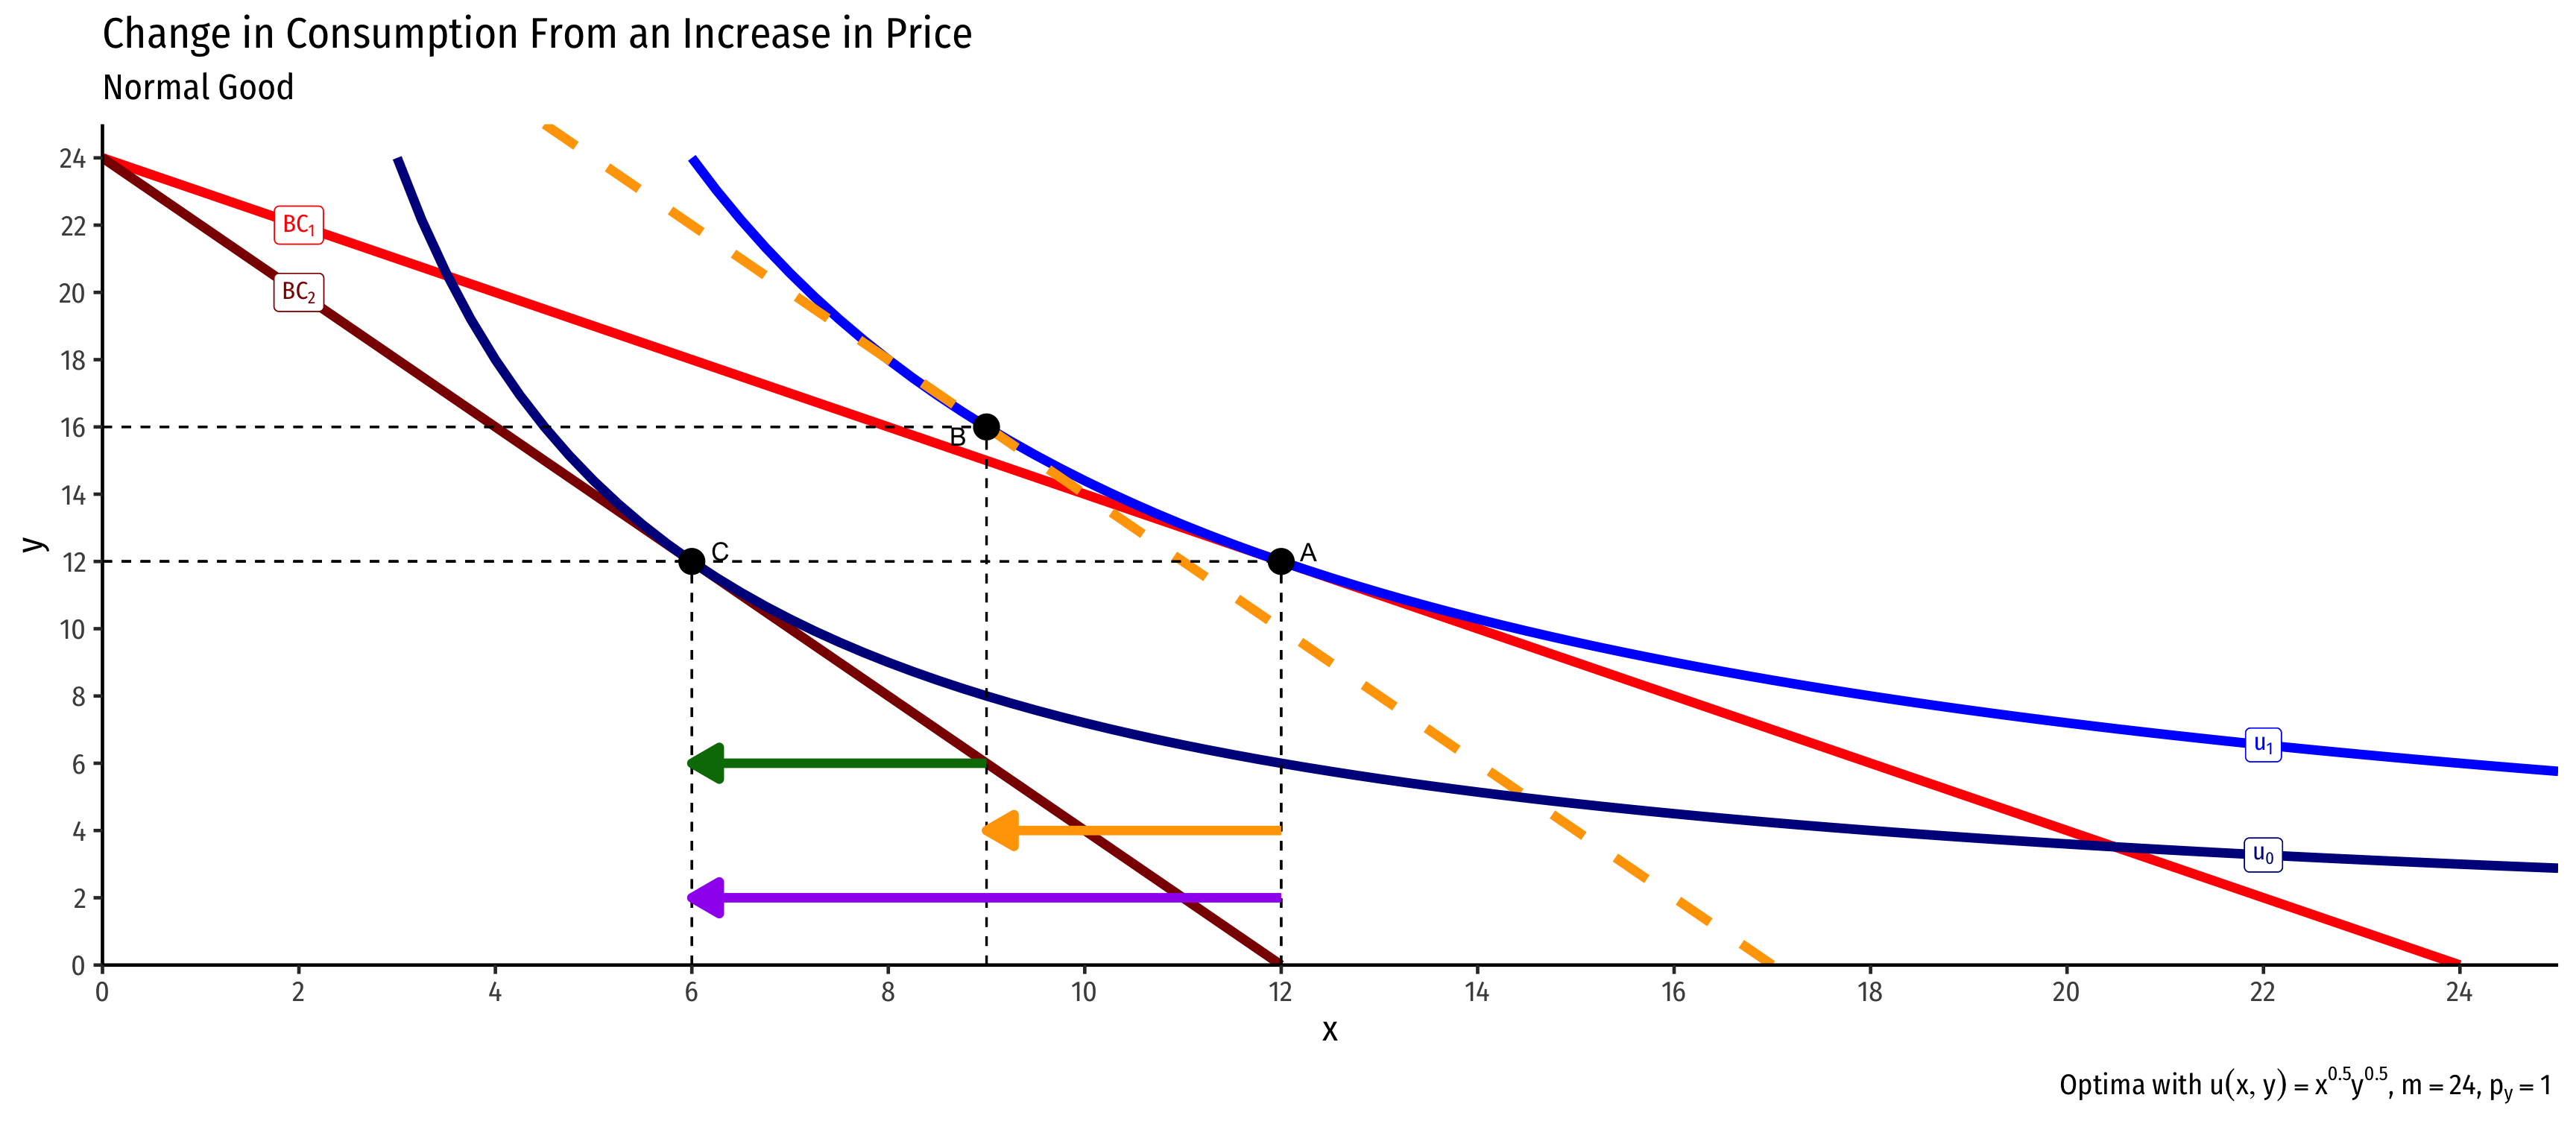 Change in Consumption From an Increase in Price
Normal Good
24
22
20
18
16
14
12
10
8
6
4
2
0
y
BC₁
BC₂
B
C
A
u₁
u₀
0 2 4 6 8 10 12 14 16 18 20 22 24
x
Optima with u(x, y) = x⁰·⁵y⁰·⁵, m = 24, pᵧ = 1